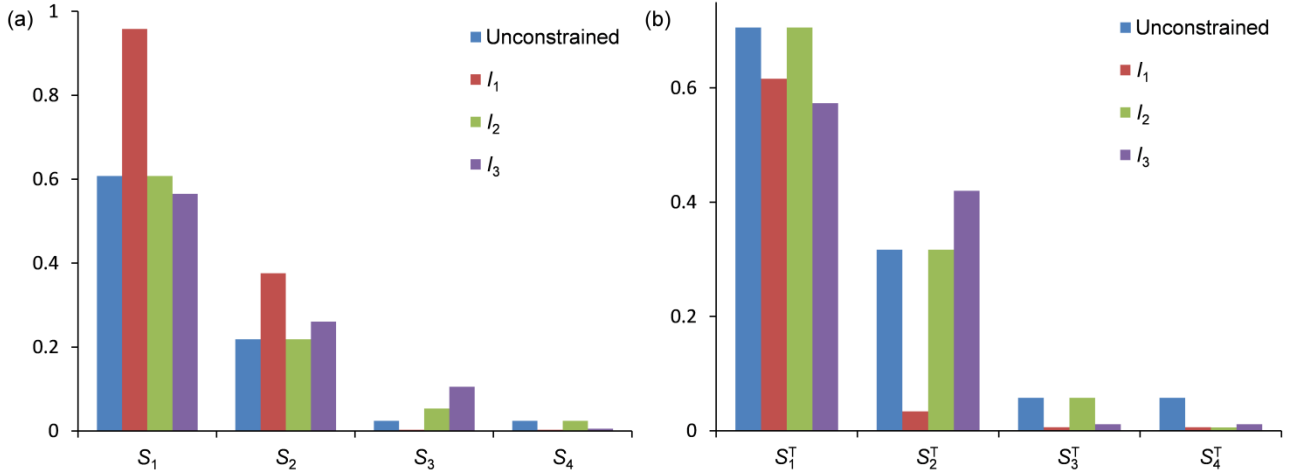 (a)
1
0.8
0.6
0.4
0.2
0
Unconstrained
I₁
I₂
I₃
S₁ S₂ S₃ S₄
(b)
0.6
0.4
0.2
0
Unconstrained
I₁
I₂
I₃
S₁ᵀ S₂ᵀ S₃ᵀ S₄ᵀ